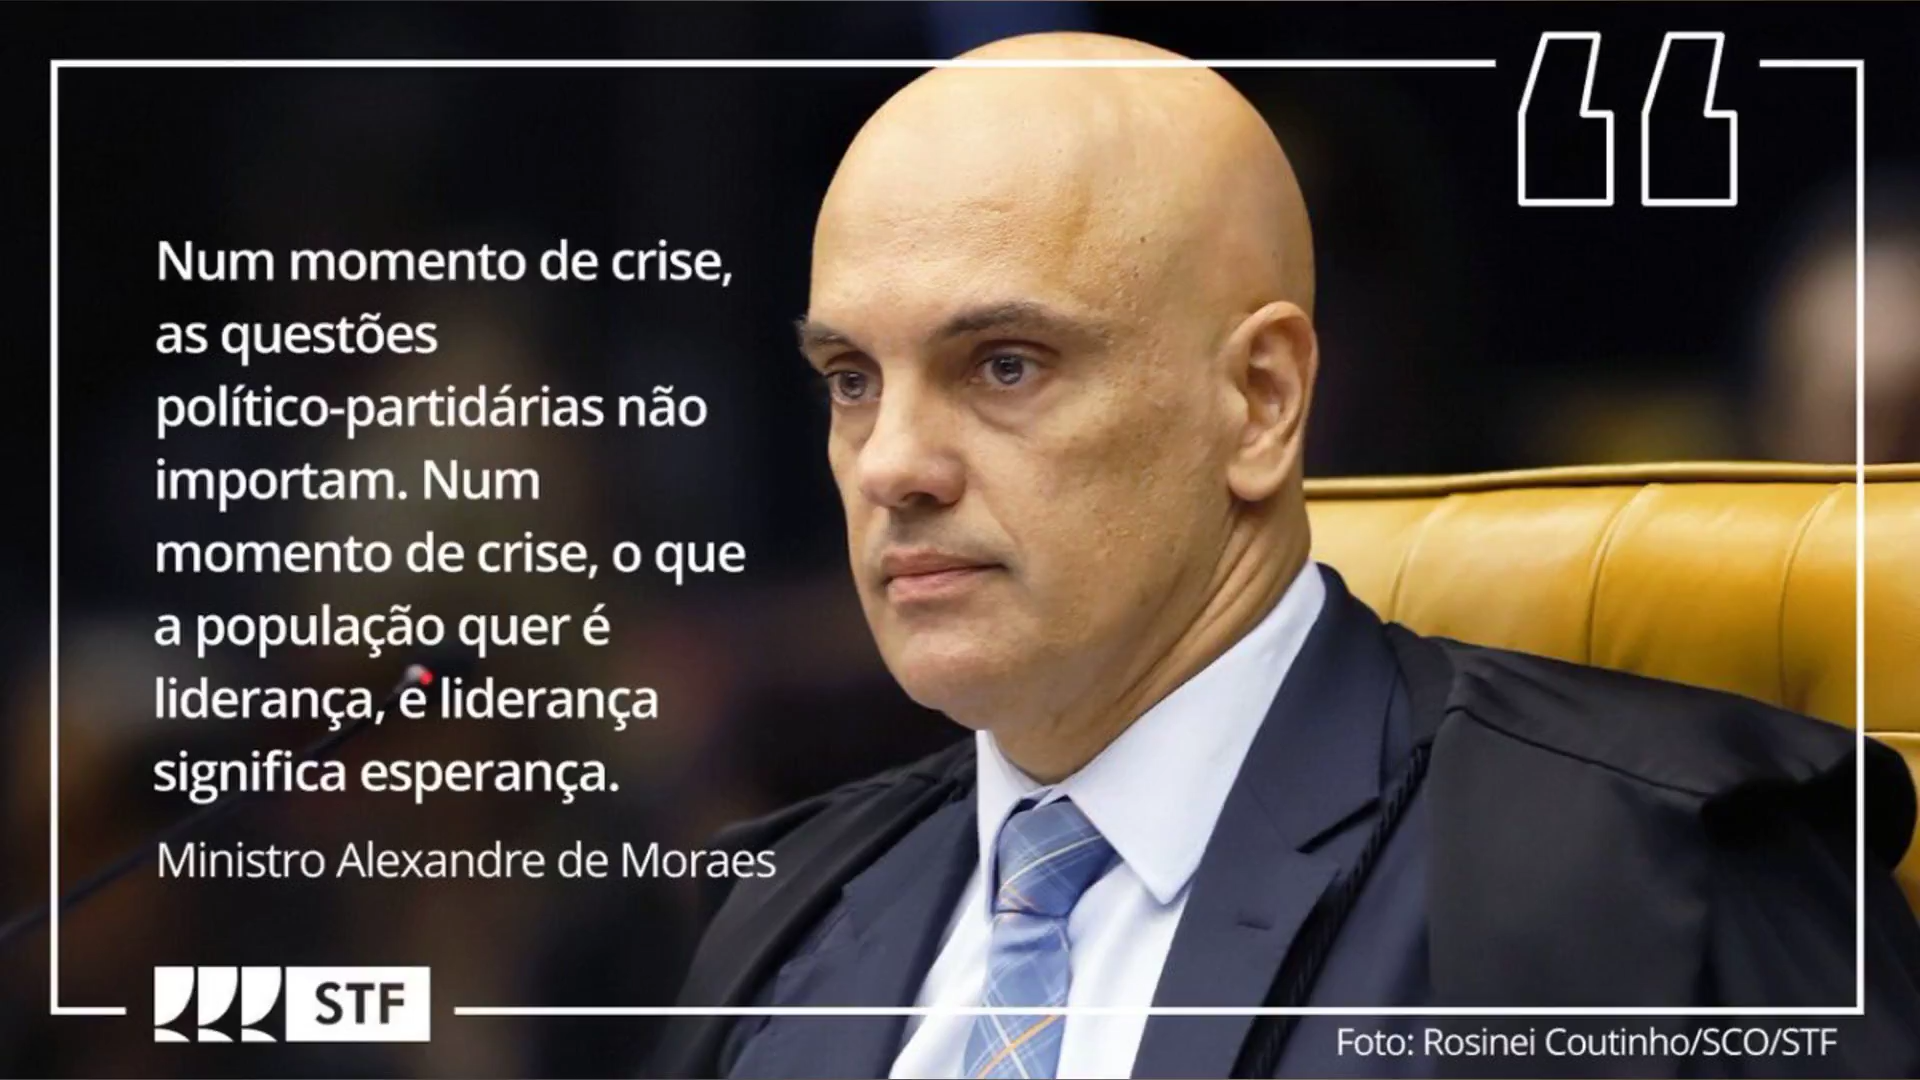 Num momento de crise,
as questões
político-partidárias não
importam. Num
momento de crise, o que
a população quer é
liderança, e liderança
significa esperança.
Ministro Alexandre de Moraes
STF
Foto: Rosinei Coutinho/SCO/STF